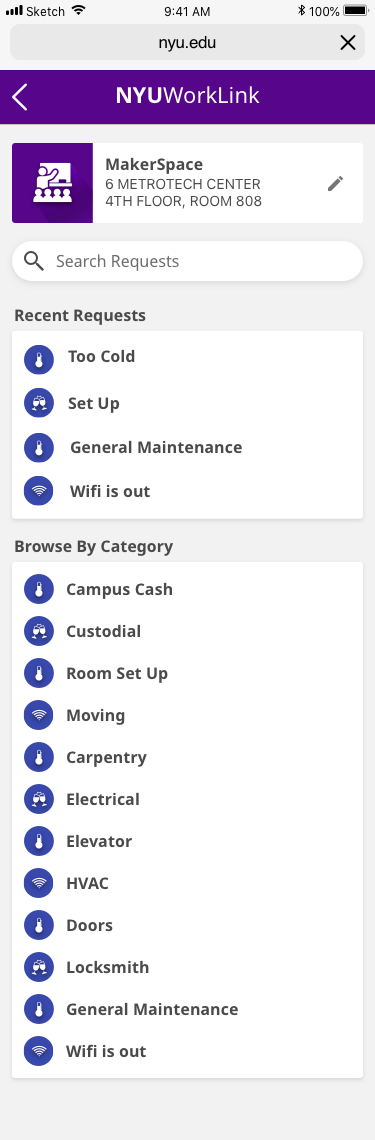 Sketch 9:41 AM 100%
nyu.edu
NYUWorkLink
MakerSpace
6 METROTECH CENTER
4TH FLOOR, ROOM 808
Search Requests
Recent Requests
Too Cold
Set Up
General Maintenance
Wifi is out
Browse By Category
Campus Cash
Custodial
Room Set Up
Moving
Carpentry
Electrical
Elevator
HVAC
Doors
Locksmith
General Maintenance
Wifi is out